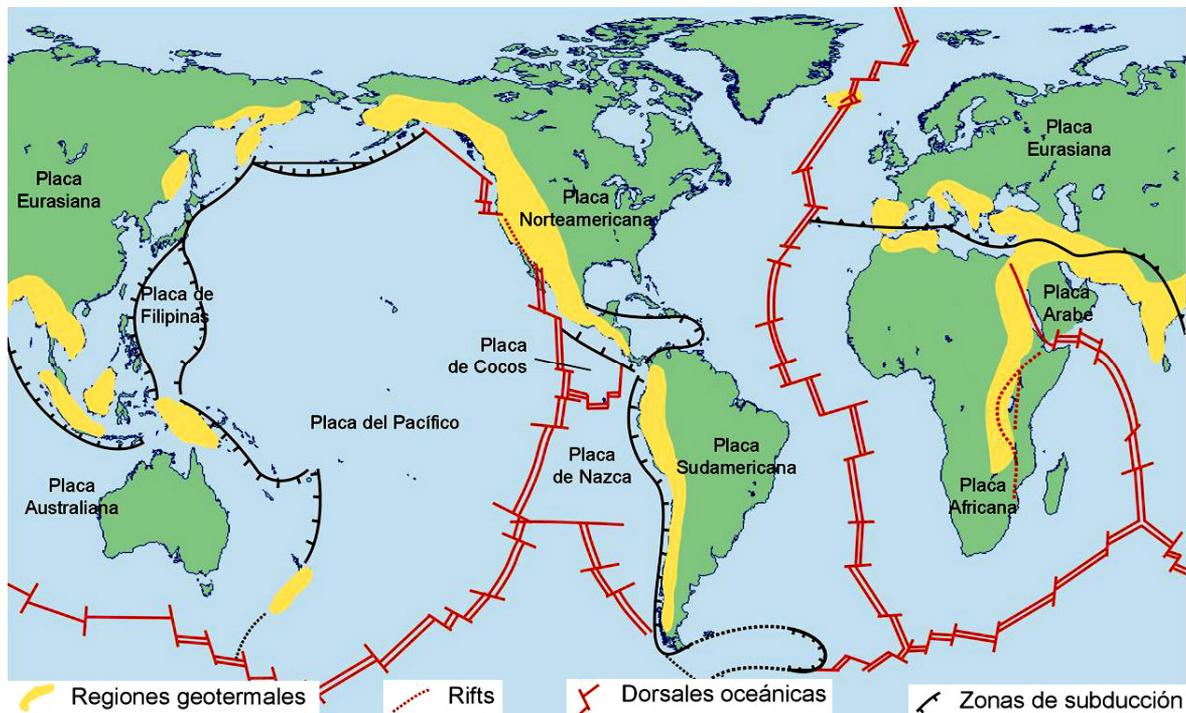 Placa
Eurasiana
Placa
Eurasiana
Placa
Norteamericana
Placa de
Filipinas
Placa
Arabe
Placa
de Cocos
Placa del Pacífico
Placa
de Nazca
Placa
Sudamericana
Placa
Australiana
Placa
Africana
Regiones geotermales
Rifts
Dorsales oceánicas
Zonas de subducción